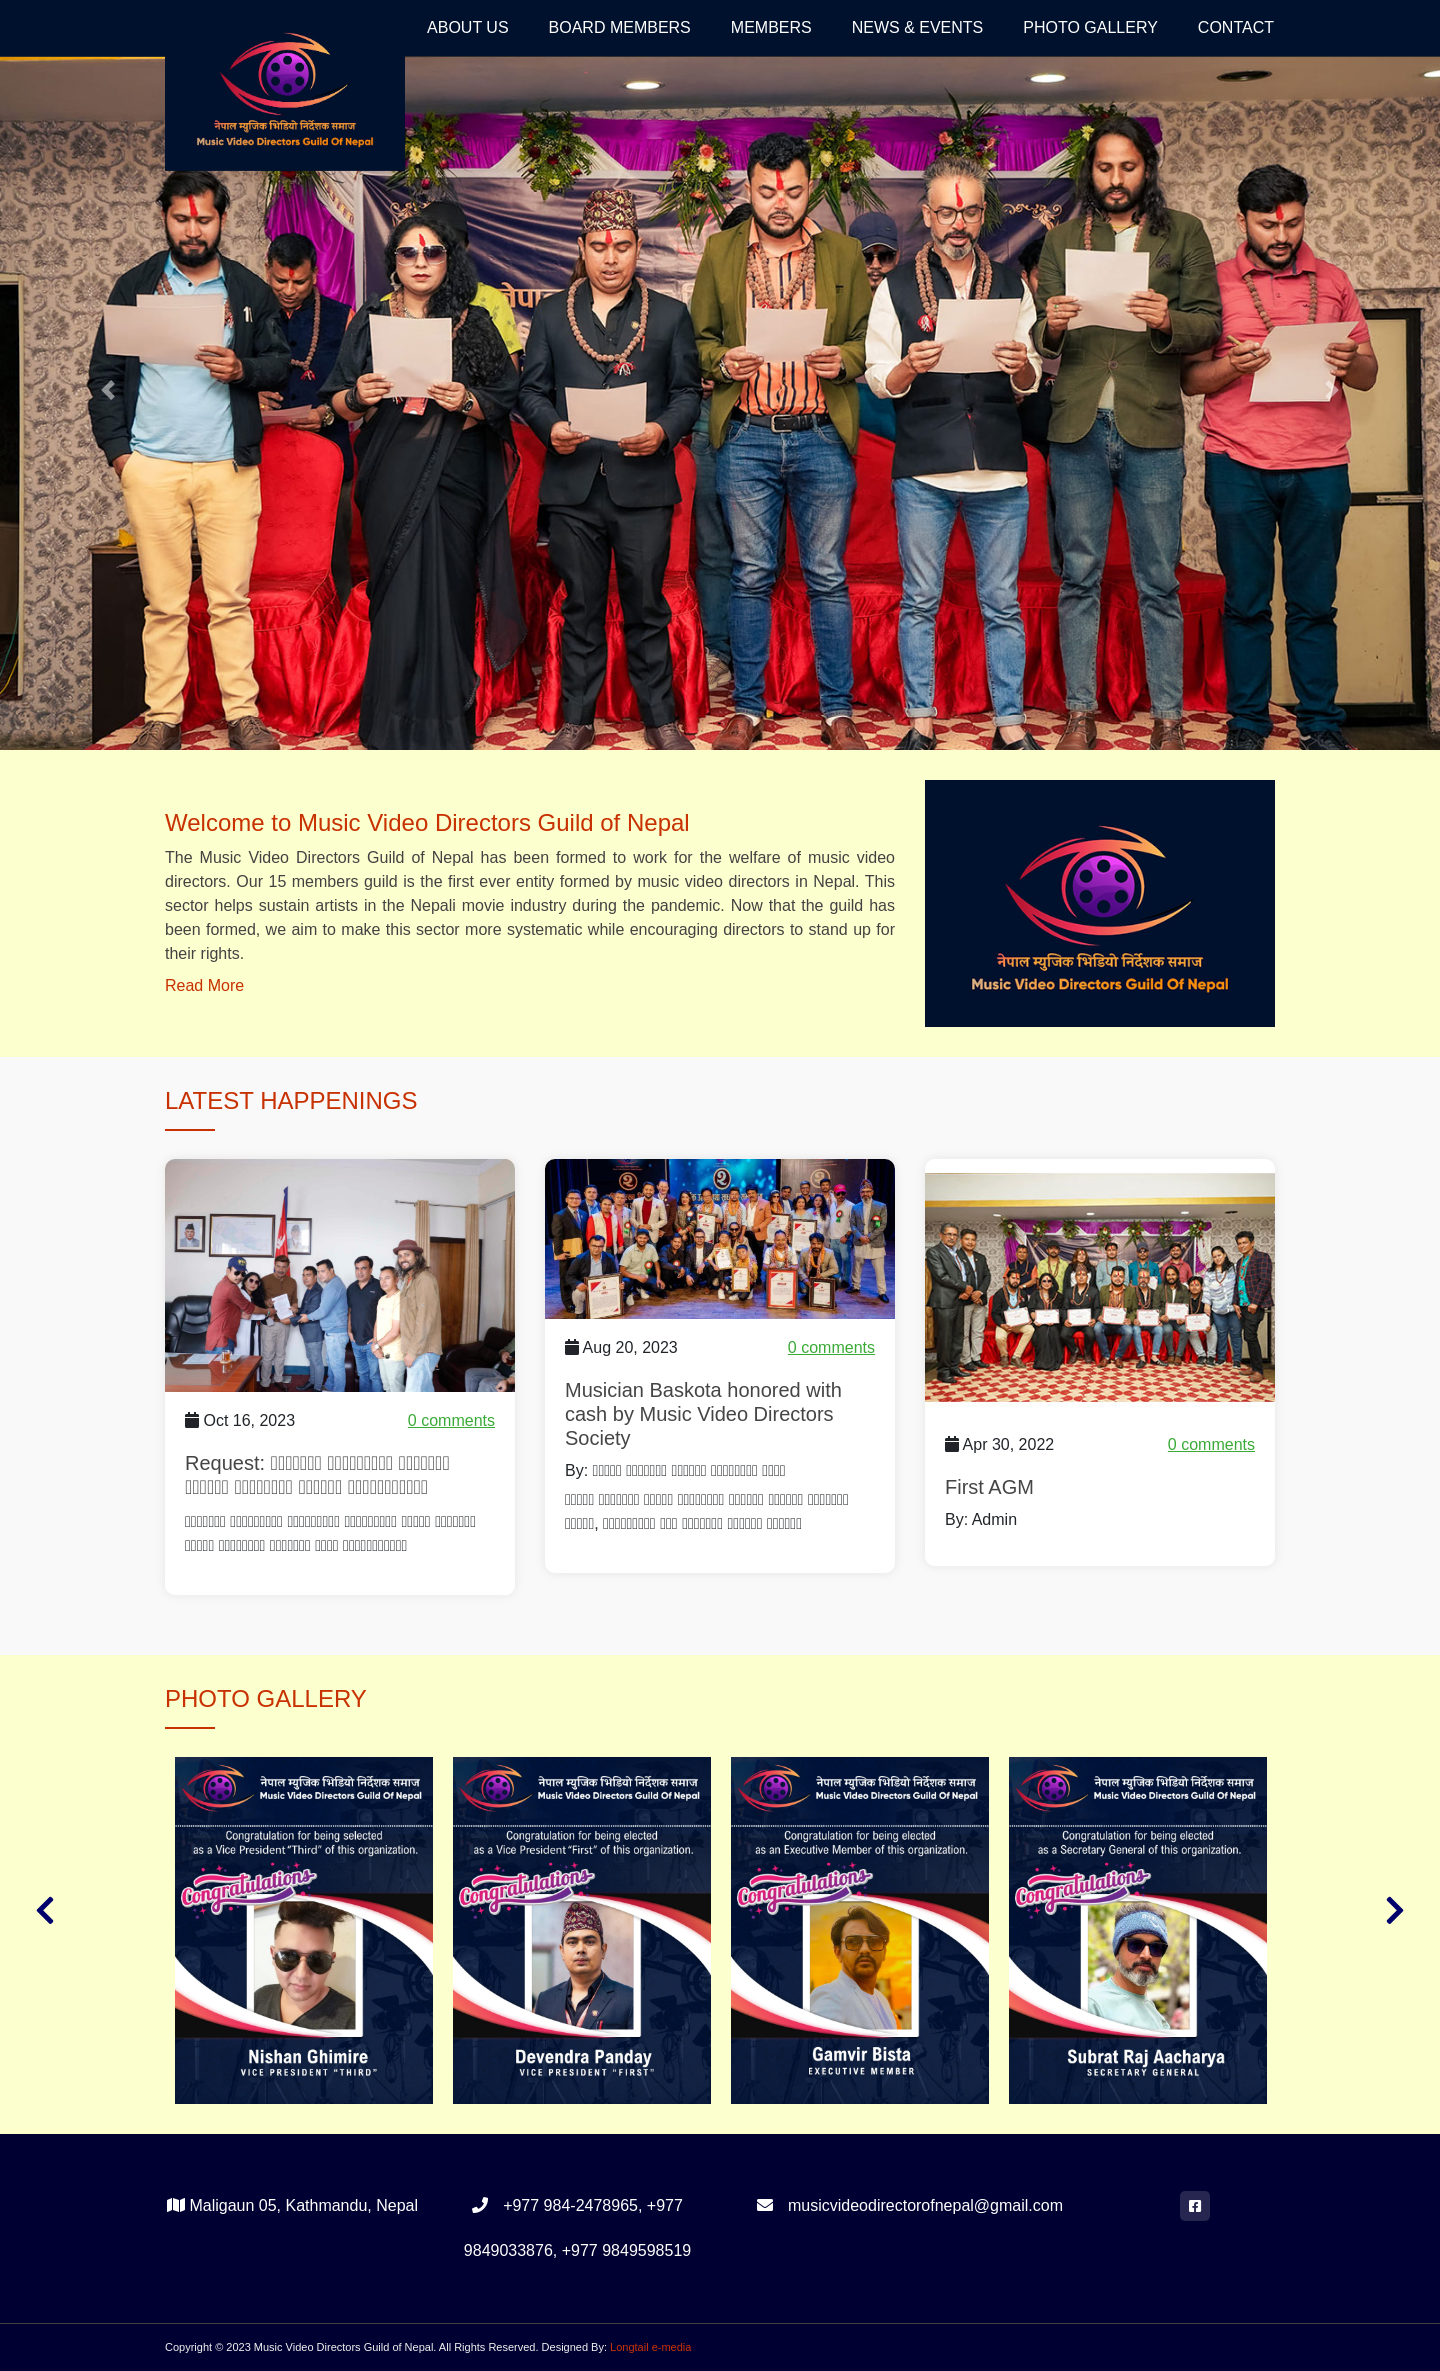 ABOUT US BOARD MEMBERS MEMBERS NEWS & EVENTS PHOTO GALLERY CONTACT
नेपाल म्युजिक भिडियो निर्देशक समाज
Music Video Directors Guild Of Nepal
Welcome to Music Video Directors Guild of Nepal
The Music Video Directors Guild of Nepal has been formed to work for the welfare of music video
directors. Our 15 members guild is the first ever entity formed by music video directors in Nepal. This
sector helps sustain artists in the Nepali movie industry during the pandemic. Now that the guild has
been formed, we aim to make this sector more systematic while encouraging directors to stand up for
their rights.
Read More
नेपाल म्युजिक भिडियो निर्देशक समाज
Music Video Directors Guild Of Nepal
LATEST HAPPENINGS
Oct 16, 2023 0 comments
Request:
Aug 20, 2023 0 comments
Musician Baskota honored with
cash by Music Video Directors
Society
By:
Apr 30, 2022 0 comments
First AGM
By: Admin
PHOTO GALLERY
नेपाल म्युजिक भिडियो निर्देशक समाज
Music Video Directors Guild Of Nepal
Congratulation for being selected
as a Vice President "Third" of this organization.
Congratulations
Nishan Ghimire
VICE PRESIDENT "THIRD"
नेपाल म्युजिक भिडियो निर्देशक समाज
Music Video Directors Guild Of Nepal
Congratulation for being elected
as a Vice President "First" of this organization.
Congratulations
Devendra Panday
VICE PRESIDENT "FIRST"
नेपाल म्युजिक भिडियो निर्देशक समाज
Music Video Directors Guild Of Nepal
Congratulation for being elected
as an Executive Member of this organization.
Congratulations
Gamvir Bista
EXECUTIVE MEMBER
नेपाल म्युजिक भिडियो निर्देशक समाज
Music Video Directors Guild Of Nepal
Congratulation for being elected
as a Secretary General of this organization.
Congratulations
Subrat Raj Aacharya
SECRETARY GENERAL
Maligaun 05, Kathmandu, Nepal
+977 984-2478965, +977
9849033876, +977 9849598519
musicvideodirectorofnepal@gmail.com
Copyright © 2023 Music Video Directors Guild of Nepal. All Rights Reserved. Designed By: Longtail e-media